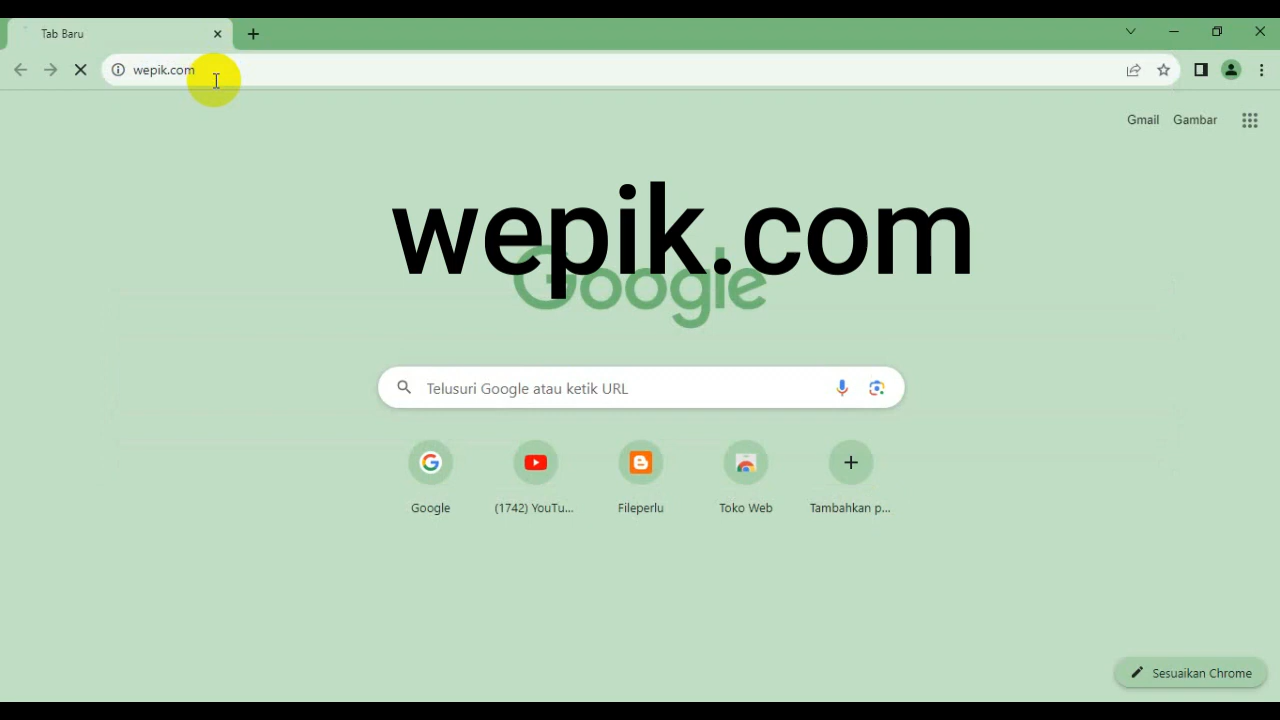 Tab Baru
wepik.com
Gmail Gambar
wepik.com
Google
Telusuri Google atau ketik URL
Google (1742) YouTu... Fileperlu Toko Web Tambahkan p...
Sesuaikan Chrome